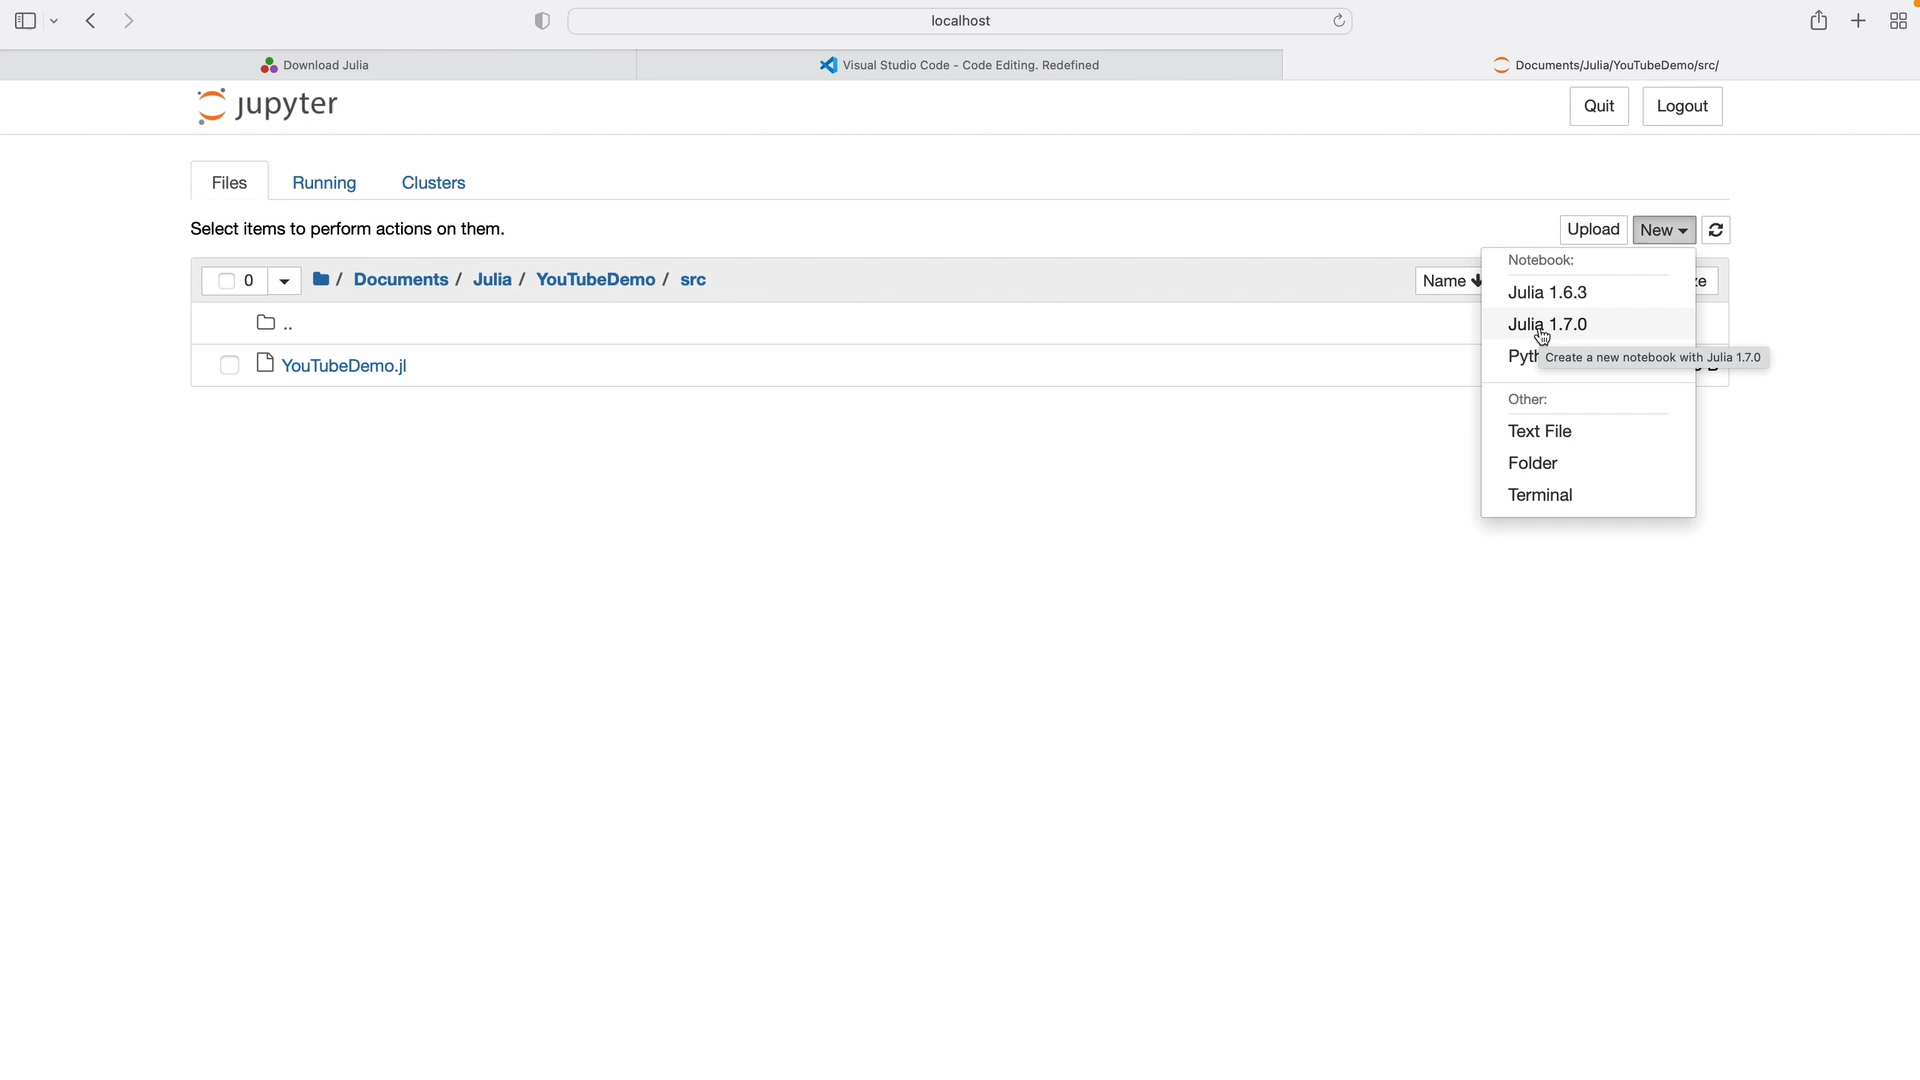 localhost
Download Julia
Visual Studio Code - Code Editing. Redefined
Documents/Julia/YouTubeDemo/src/
jupyter
Quit
Logout
Files
Running
Clusters
Select items to perform actions on them.
Upload
New
0
/ Documents / Julia / YouTubeDemo / src
Name
..
YouTubeDemo.jl
Notebook:
Julia 1.6.3
Julia 1.7.0
Create a new notebook with Julia 1.7.0
Other:
Text File
Folder
Terminal